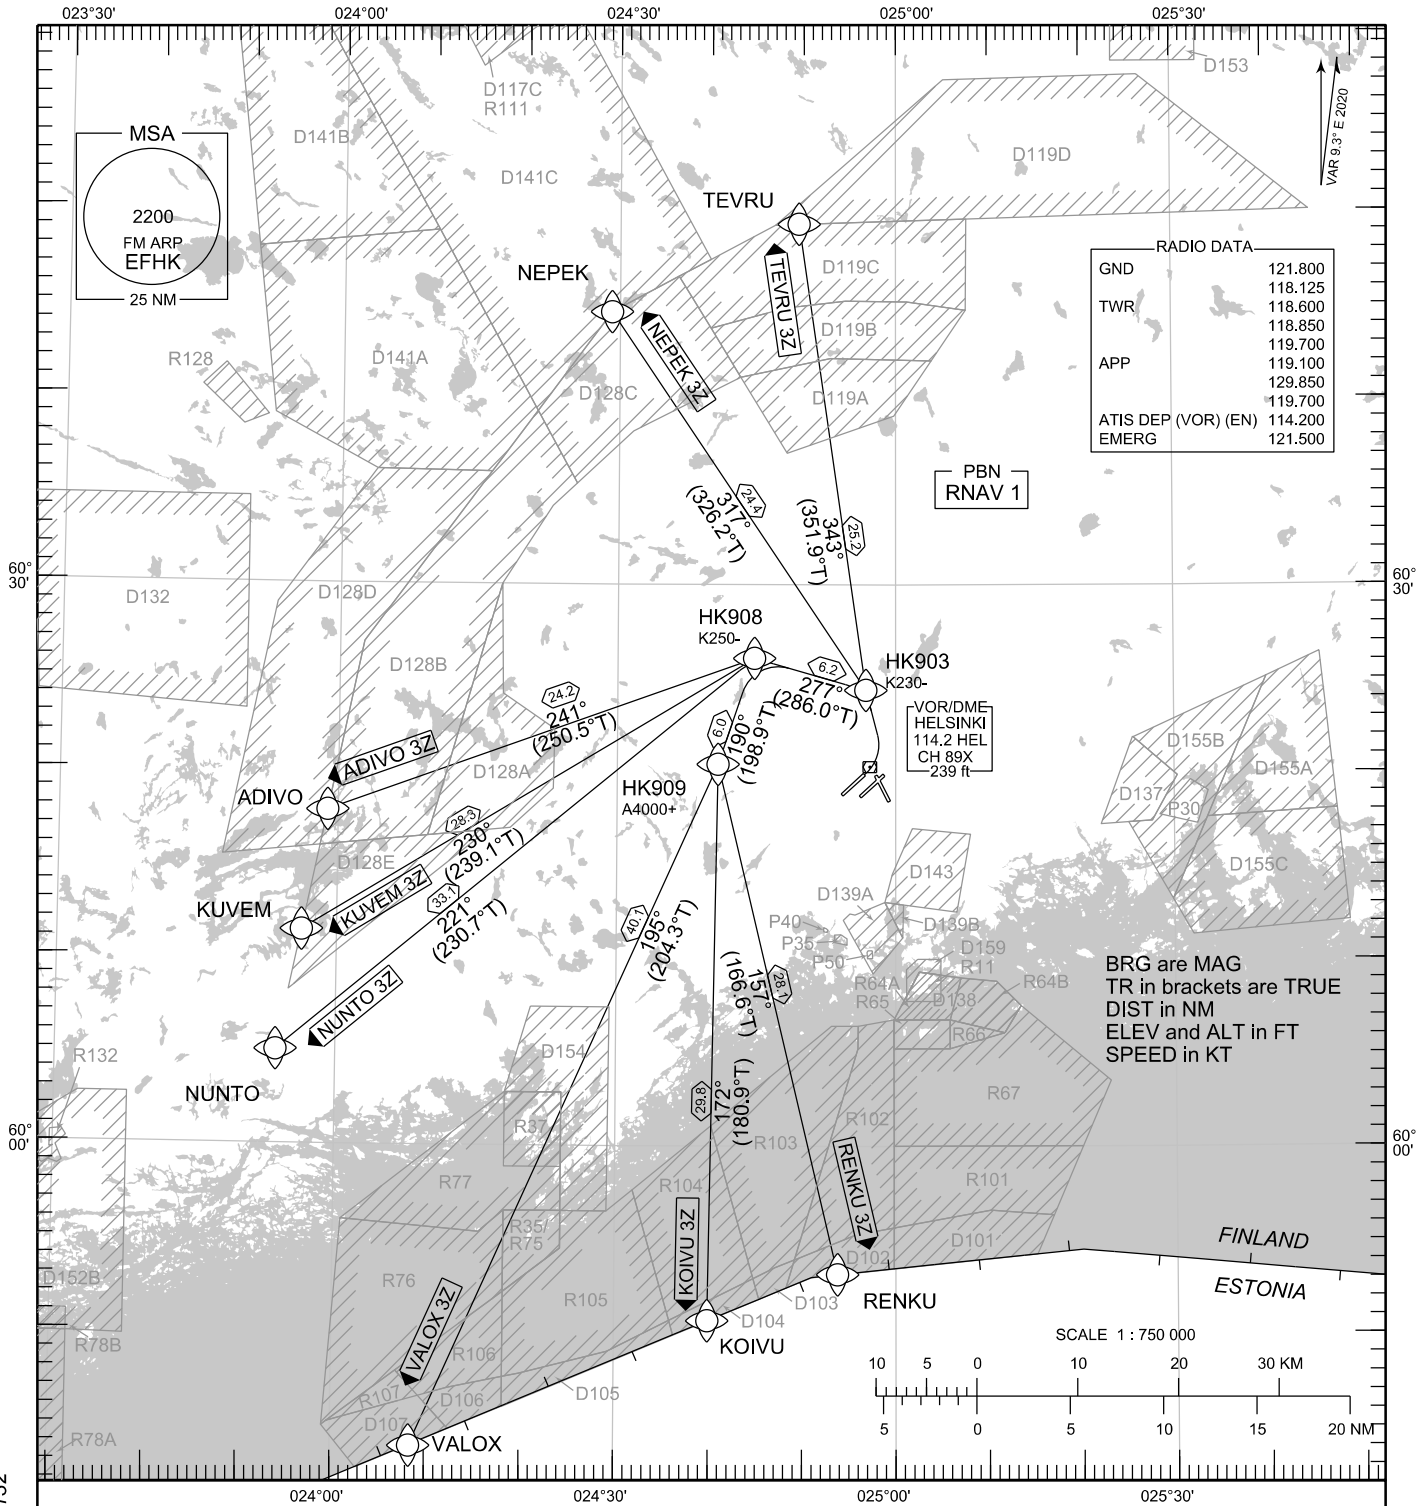 023°30'
024°00'
024°30'
025°00'
025°30'
D153
D117C
R111
VAR 9.3° E 2020
MSA
2200
FM ARP
EFHK
25 NM
D141B
D141C
D119D
TEVRU
NEPEK
D119C
TEVRU 3Z
RADIO DATA
GND 121.800
118.125
TWR 118.600
118.850
119.700
APP 119.100
129.850
119.700
ATIS DEP (VOR) (EN) 114.200
EMERG 121.500
D119B
NEPEK 3Z
R128
D141A
D128C
D119A
PBN
RNAV 1
24.4
317°
(326.2°T)
25.2
343°
(351.9°T)
60°
30'
60°
30'
D132
D128D
HK908
K250-
D128B
HK903
K230-
6.2
277°
(286.0°T)
24.2
241°
(250.5°T)
6.0
190°
(198.9°T)
VOR/DME
HELSINKI
114.2 HEL
CH 89X
239 ft
ADIVO 3Z
D128A
ADIVO
HK909
A4000+
D155B
D155A
D137
P30
28.3
230°
(239.1°T)
D128E
D143
D155C
KUVEM 3Z
KUVEM
33.1
221°
(230.7°T)
D139A
D139B
P40
P35
P50
D159
R11
R64A
R64B
R65
D138
R66
40.1
195°
(204.3°T)
28.1
157°
(166.6°T)
BRG are MAG
TR in brackets are TRUE
DIST in NM
ELEV and ALT in FT
SPEED in KT
NUNTO 3Z
NUNTO
R132
D154
R67
29.8
172°
(180.9°T)
R37
R102
R103
60°
00'
60°
00'
R77
R104
R101
RENKU 3Z
R35/
R75
D101
D102
FINLAND
ESTONIA
KOIVU 3Z
D152B
R76
R105
D103
RENKU
D104
KOIVU
VALOX 3Z
R78B
R106
SCALE 1 : 750 000
10 5 0 10 20 30 KM
5 0 5 10 15 20 NM
R107
D106
D105
D107
VALOX
R78A
024°00'
024°30'
025°00'
025°30'